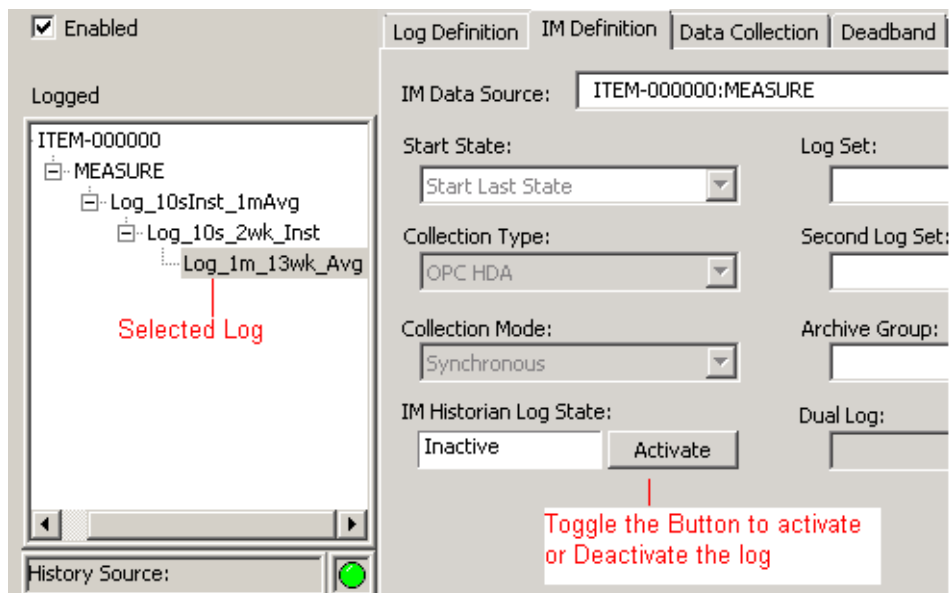 Enabled
Log Definition IM Definition Data Collection Deadband
Logged
IM Data Source: ITEM-000000:MEASURE
ITEM-000000
MEASURE
Log_10sInst_1mAvg
Log_10s_2wk_Inst
Log_1m_13wk_Avg
Selected Log
Start State:
Start Last State
Log Set:
Collection Type:
OPC HDA
Second Log Set:
Collection Mode:
Synchronous
Archive Group:
IM Historian Log State:
Inactive
Activate
Dual Log:
Toggle the Button to activate
or Deactivate the log
History Source: